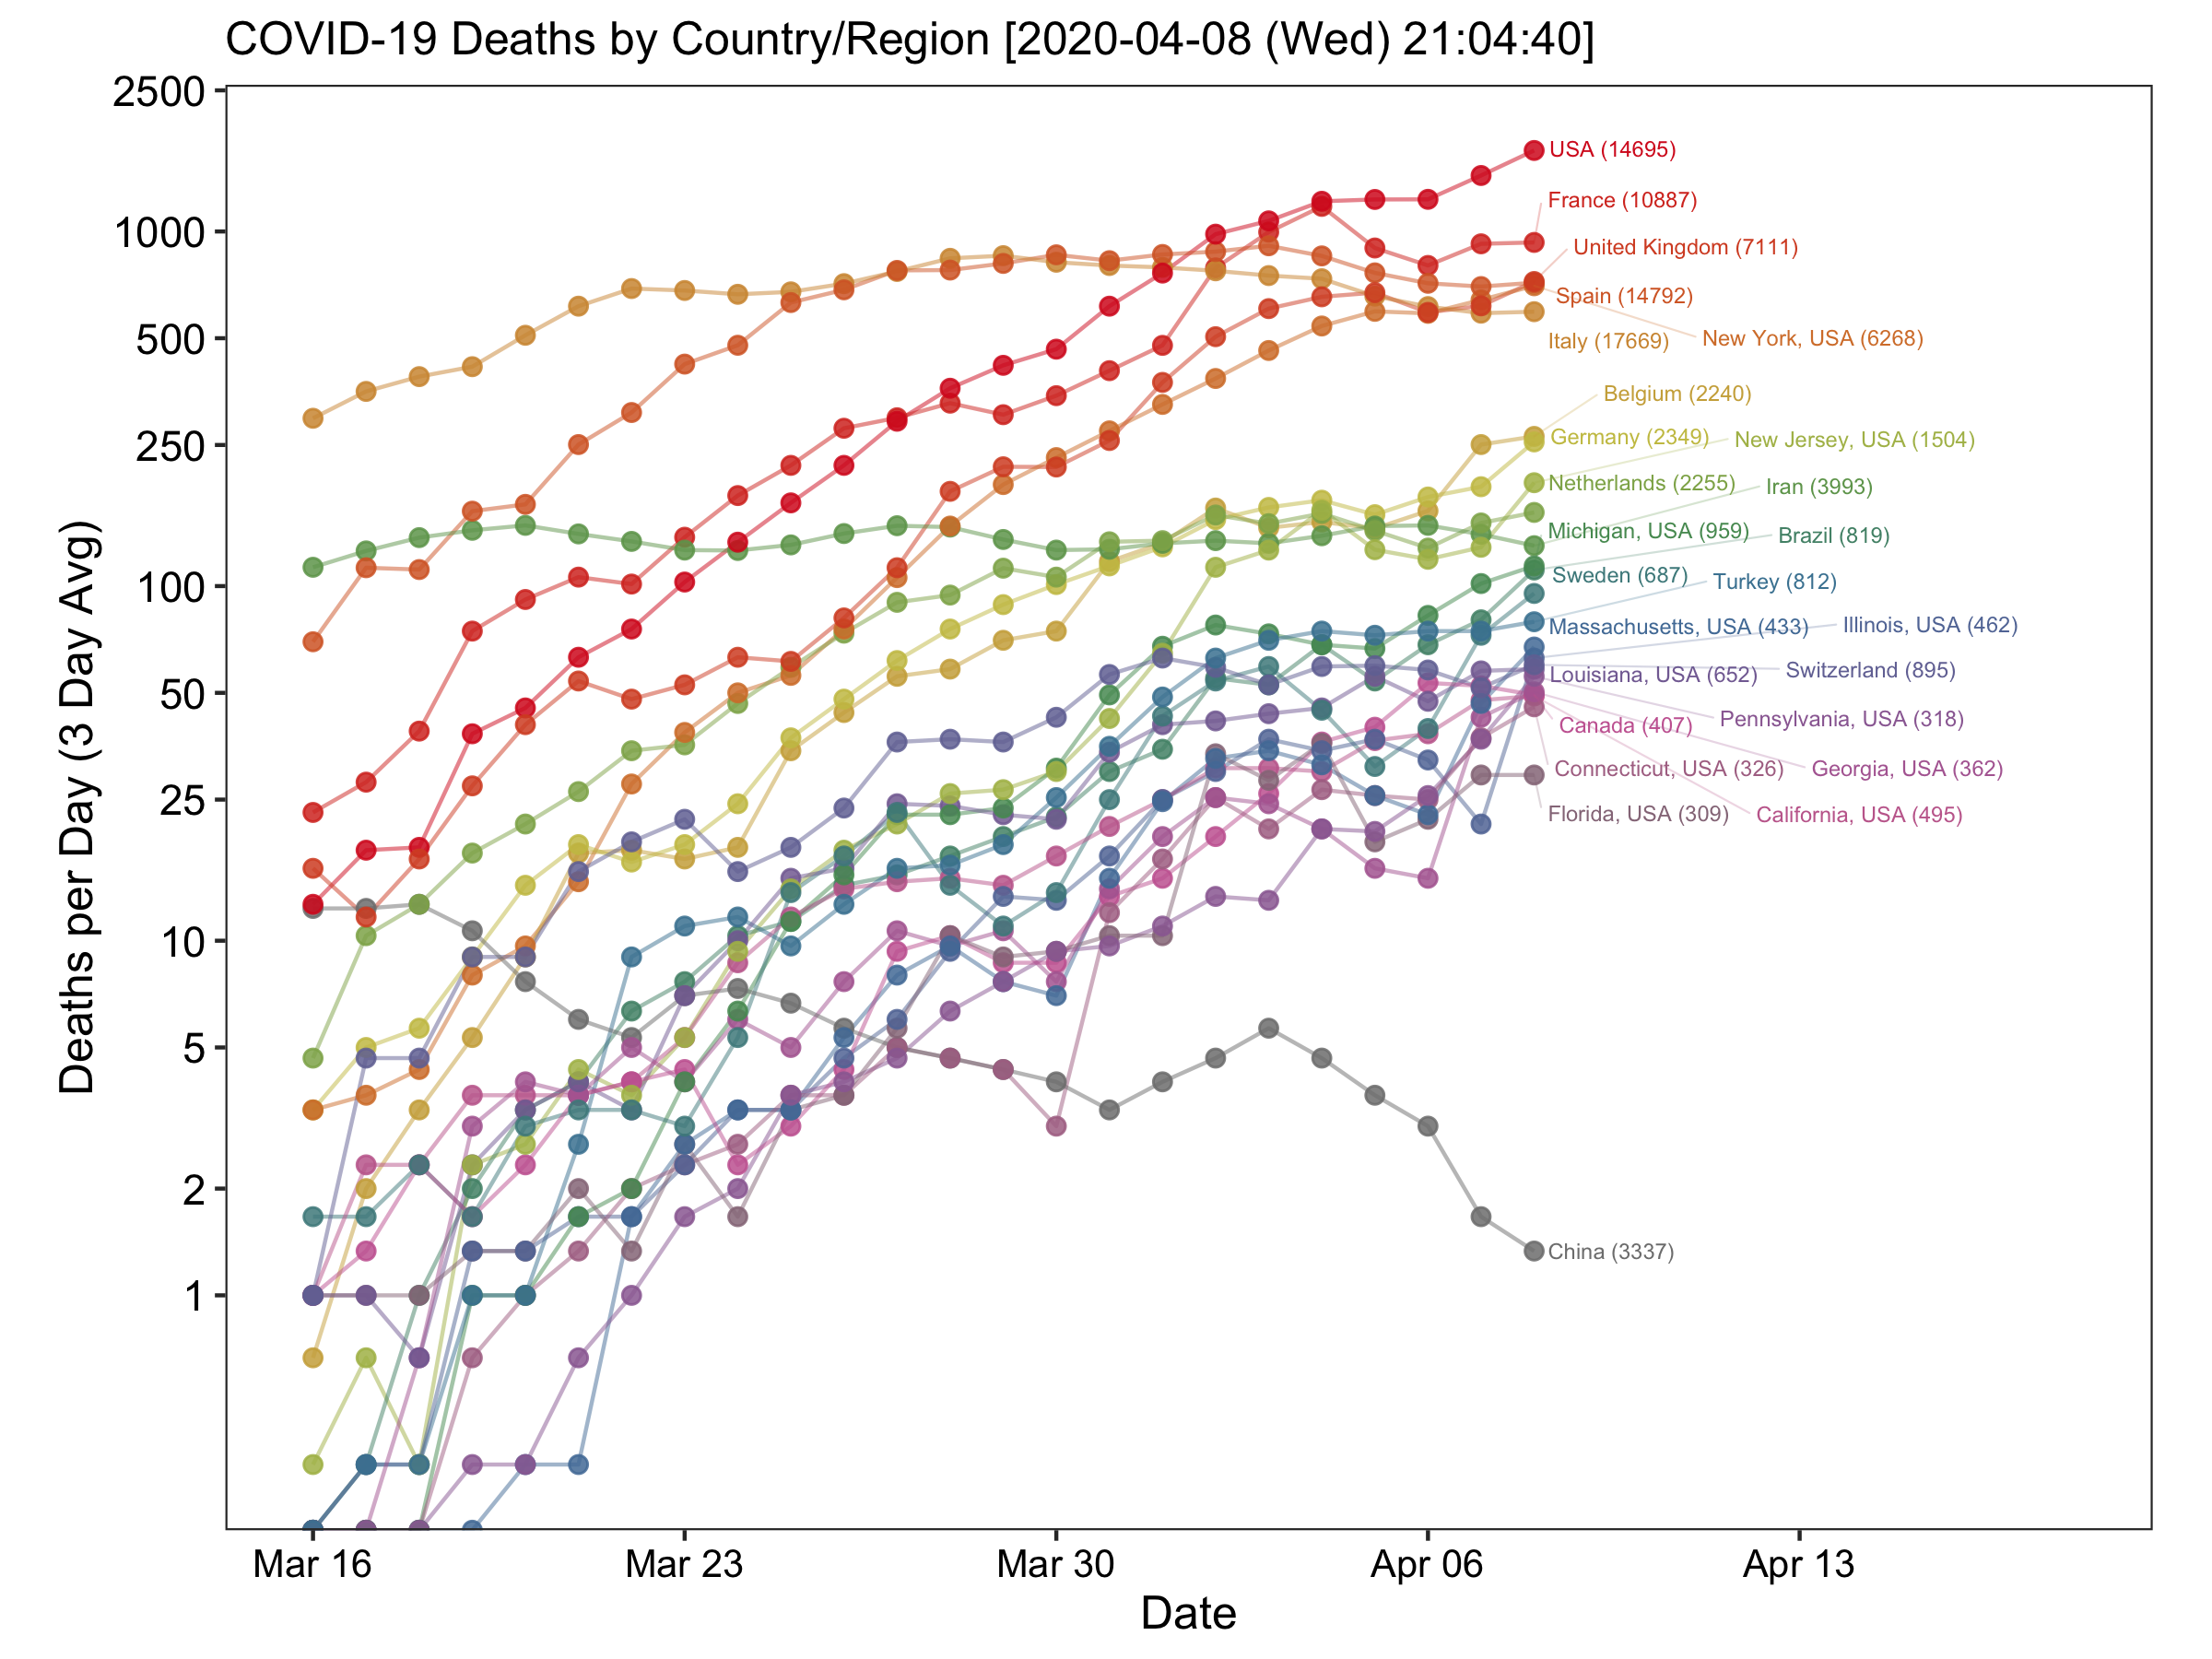 COVID-19 Deaths by Country/Region [2020-04-08 (Wed) 21:04:40]
Deaths per Day (3 Day Avg)
2500
1000
500
250
100
50
25
10
5
2
1
USA (14695)
France (10887)
United Kingdom (7111)
Spain (14792)
New York, USA (6268)
Italy (17669)
Belgium (2240)
Germany (2349)
New Jersey, USA (1504)
Netherlands (2255)
Iran (3993)
Michigan, USA (959)
Brazil (819)
Sweden (687)
Turkey (812)
Massachusetts, USA (433)
Illinois, USA (462)
Switzerland (895)
Louisiana, USA (652)
Pennsylvania, USA (318)
Canada (407)
Connecticut, USA (326)
Georgia, USA (362)
Florida, USA (309)
California, USA (495)
China (3337)
Mar 16
Mar 23
Mar 30
Apr 06
Apr 13
Date